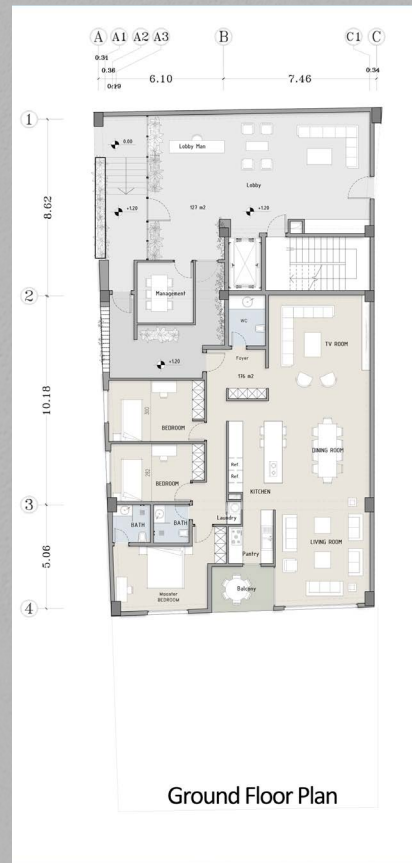 A A1 A2 A3 B C1 C
0.31
0.36
0.19
6.10 7.46 0.34
1
8.62
2
10.18
3
5.06
4
0.00
Lobby Man
Lobby
+1.20
127 m2
+1.20
Management
WC
TV ROOM
+1.20
Foyer
176 m2
BEDROOM
DINING ROOM
Ref
Ref
KITCHEN
BEDROOM
Laundry
BATH
BATH
LIVING ROOM
Pantry
Balcony
Master
BEDROOM
Ground Floor Plan